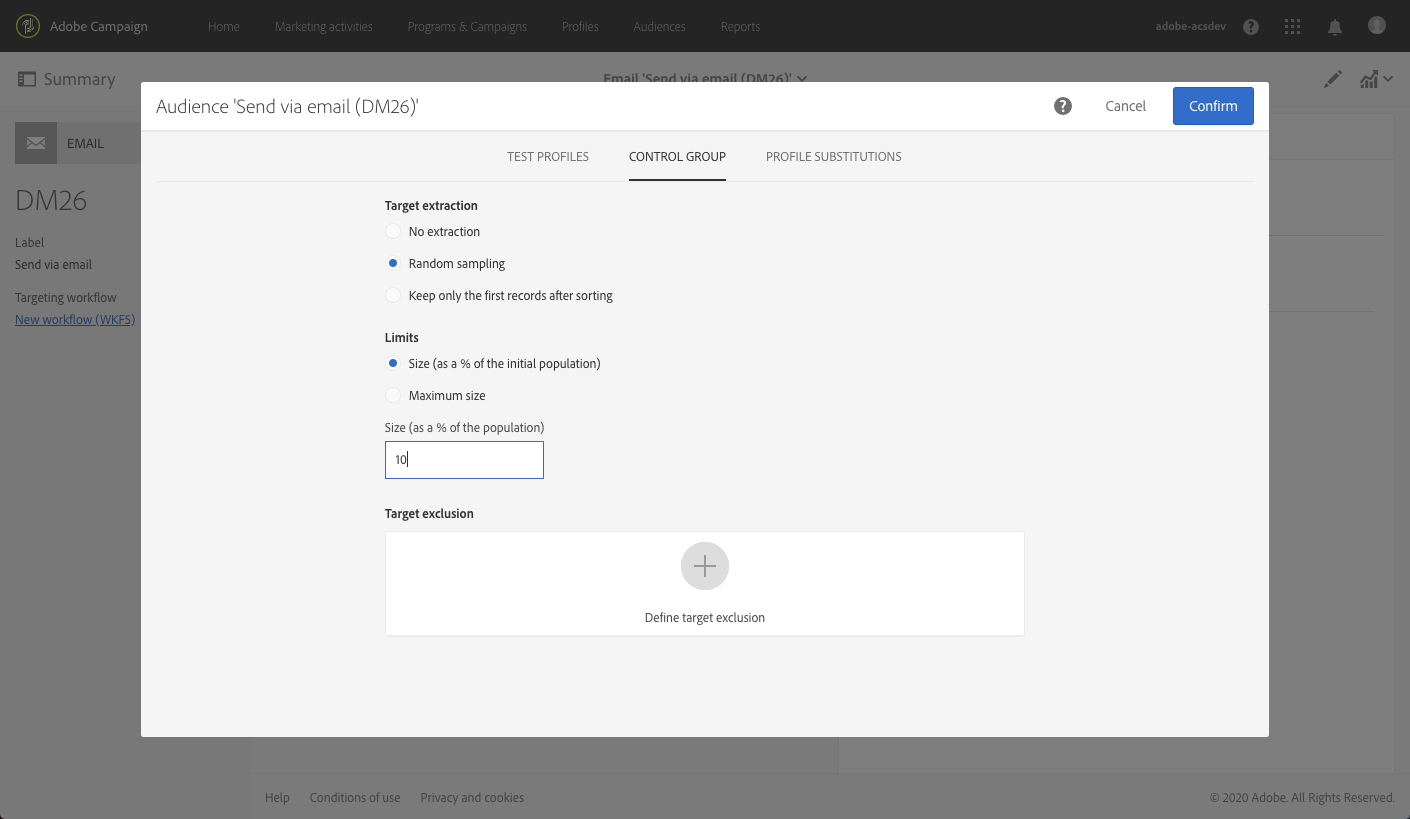 Adobe Campaign Home Marketing activities Programs & Campaigns Profiles Audiences Reports adobe-acsdev ?
Summary Email 'Send via email (DM26)'
Audience 'Send via email (DM26)' ? Cancel Confirm
EMAIL
TEST PROFILES CONTROL GROUP PROFILE SUBSTITUTIONS
DM26
Label
Send via email
Targeting workflow
New workflow (WKF5)
Target extraction
No extraction
Random sampling
Keep only the first records after sorting
Limits
Size (as a % of the initial population)
Maximum size
Size (as a % of the population)
10
Target exclusion
Define target exclusion
Help Conditions of use Privacy and cookies © 2020 Adobe. All Rights Reserved.